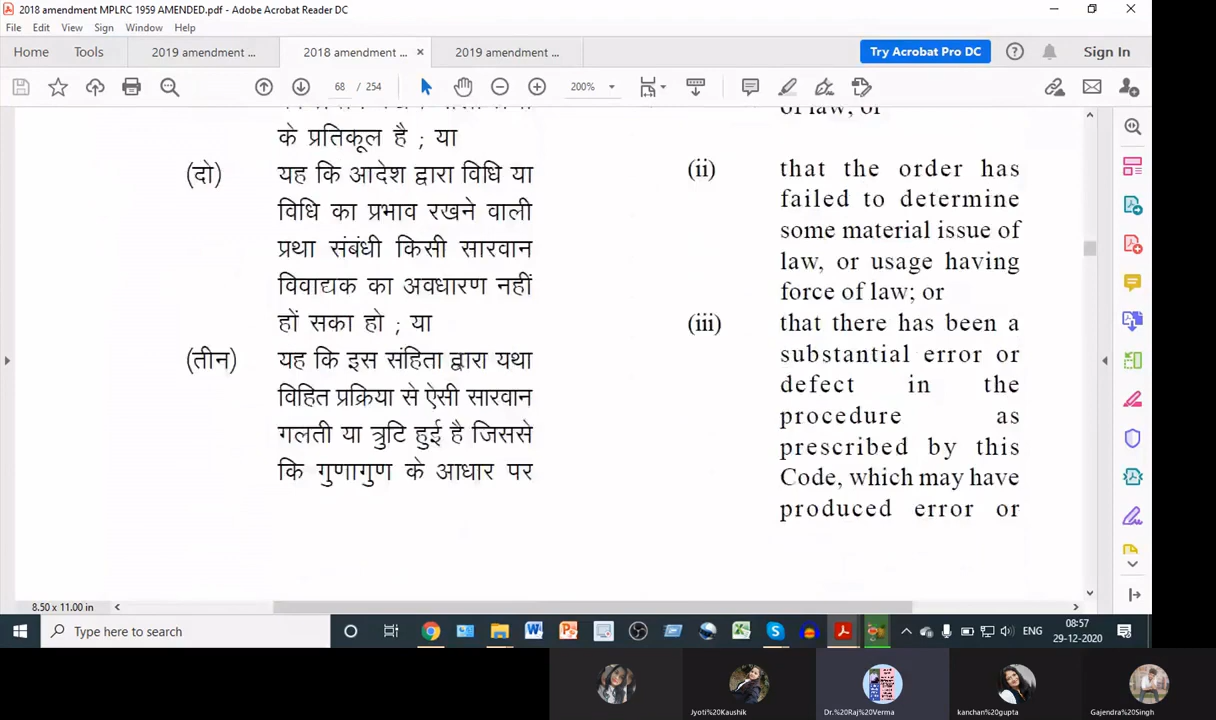 2018 amendment MPLRC 1959 AMENDED.pdf - Adobe Acrobat Reader DC
File Edit View Sign Window Help
Home Tools 2019 amendment ... 2018 amendment ... × 2019 amendment ... Try Acrobat Pro DC ? Sign In
68 / 254 200%
के प्रतिकूल है ; या
(दो) यह कि आदेश द्वारा विधि या
विधि का प्रभाव रखने वाली
प्रथा संबंधी किसी सारवान
विवाद्यक का अवधारण नहीं
हों सका हो ; या
(तीन) यह कि इस संहिता द्वारा यथा
विहित प्रक्रिया से ऐसी सारवान
गलती या त्रुटि हुई है जिससे
कि गुणागुण के आधार पर
of law; or
(ii) that the order has
failed to determine
some material issue of
law, or usage having
force of law; or
(iii) that there has been a
substantial error or
defect in the
procedure as
prescribed by this
Code, which may have
produced error or
8.50 x 11.00 in
Type here to search
ENG
08:57
29-12-2020
Jyoti%20Kaushik
Dr.%20Raj%20Verma
kanchan%20gupta
Gajendra%20Singh